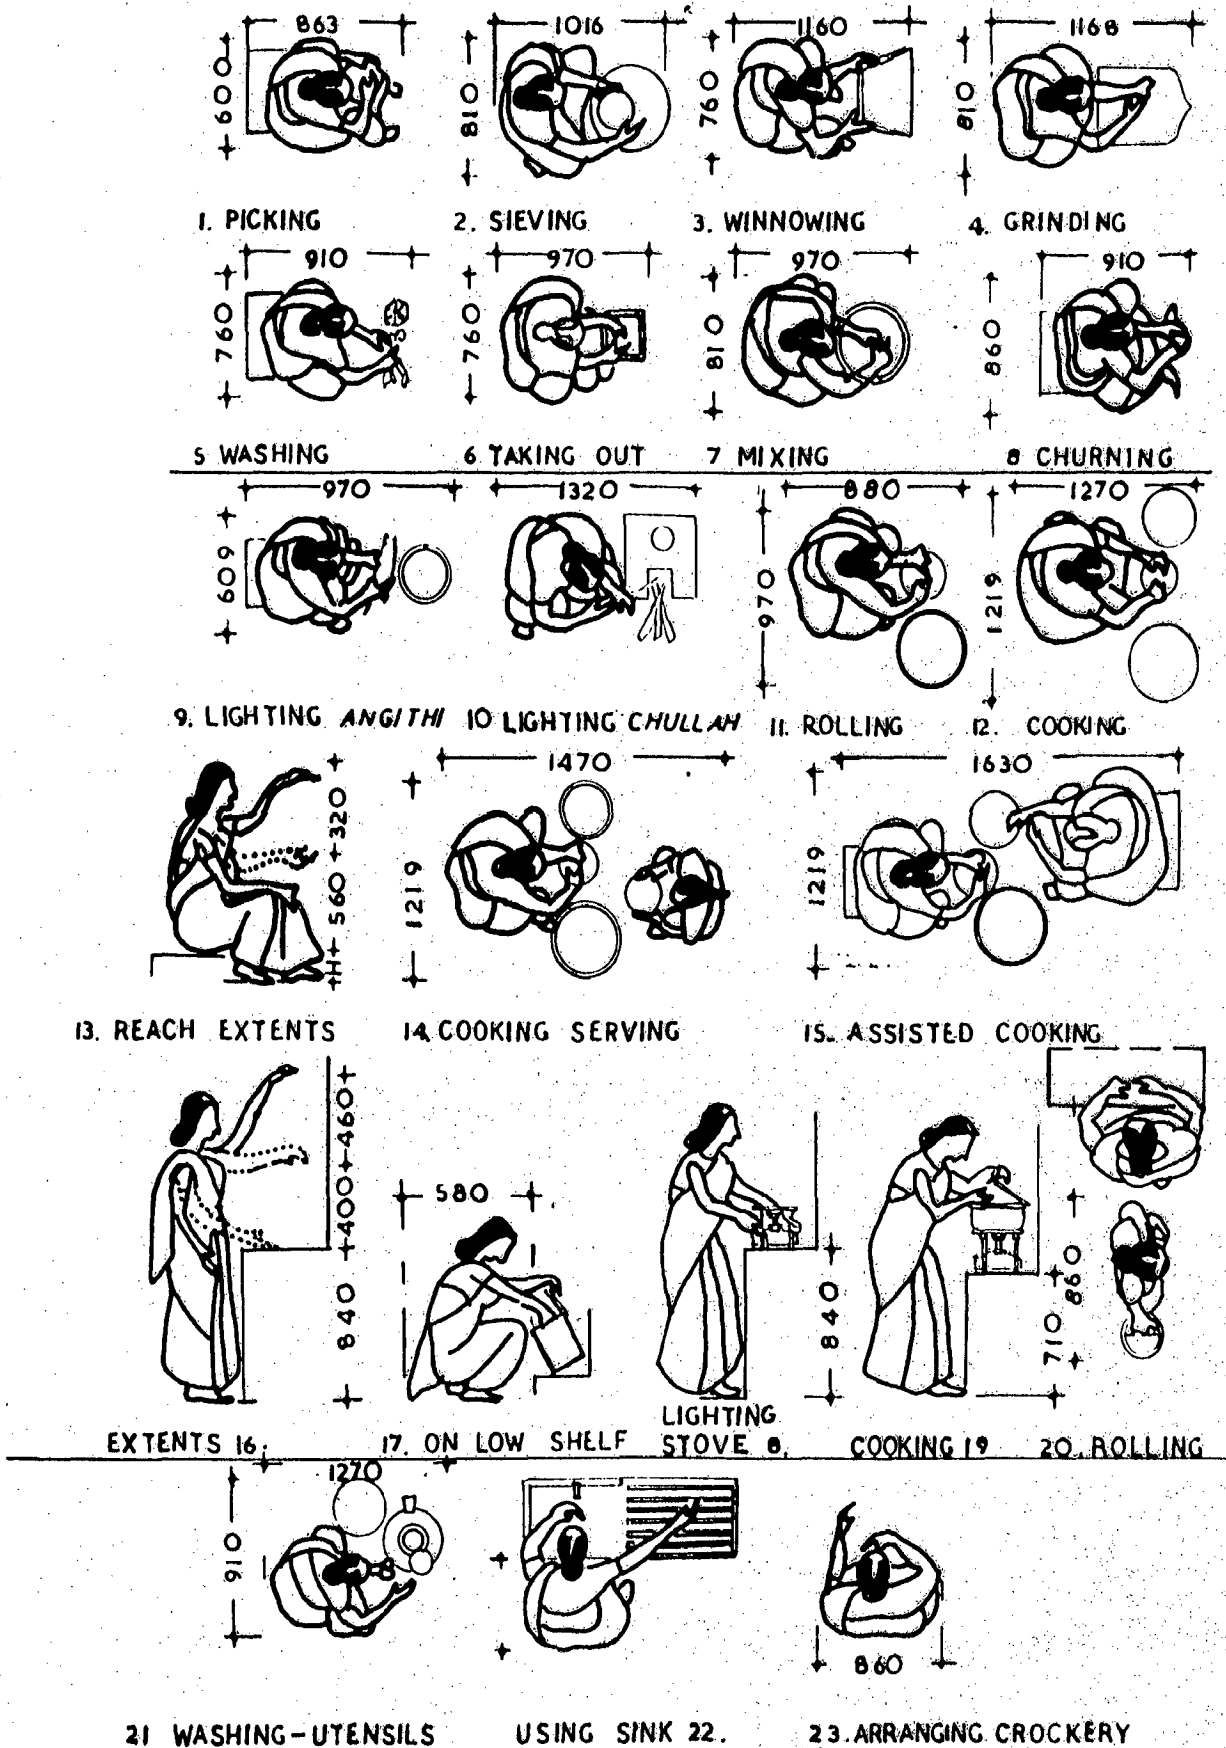 863 1016 1160 1168
600 810 760 810
1. PICKING 2. SIEVING 3. WINNOWING 4. GRINDING
910 970 970 910
760 760 810 860
5 WASHING 6. TAKING OUT 7 MIXING 8 CHURNING
970 1320 880 1270
609 970 1219
9. LIGHTING ANGITHI 10 LIGHTING CHULLAH 11. ROLLING 12. COOKING
1470 1630
320 560 H 1219 1219
13. REACH EXTENTS 14. COOKING SERVING 15. ASSISTED COOKING
460 400 840 580 840 710 860
LIGHTING
EXTENTS 16. 17. ON LOW SHELF STOVE 8. COOKING 19 20. ROLLING
1270
910
860
21 WASHING-UTENSILS USING SINK 22. 23. ARRANGING CROCKERY